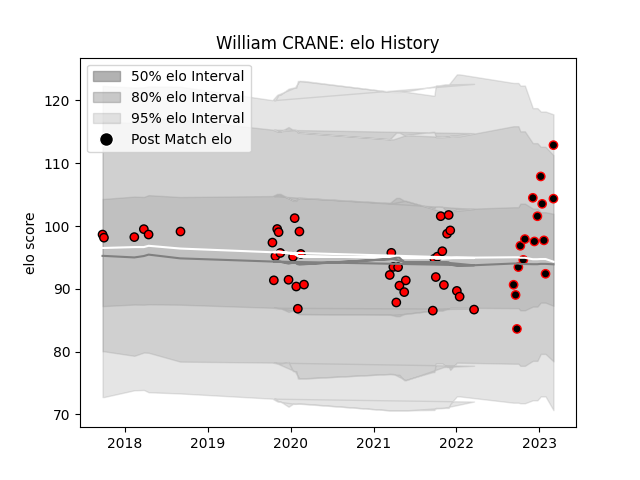 William CRANE: elo History
50% elo Interval
80% elo Interval
95% elo Interval
Post Match elo
elo score
120
110
100
90
80
70
2018
2019
2020
2021
2022
2023